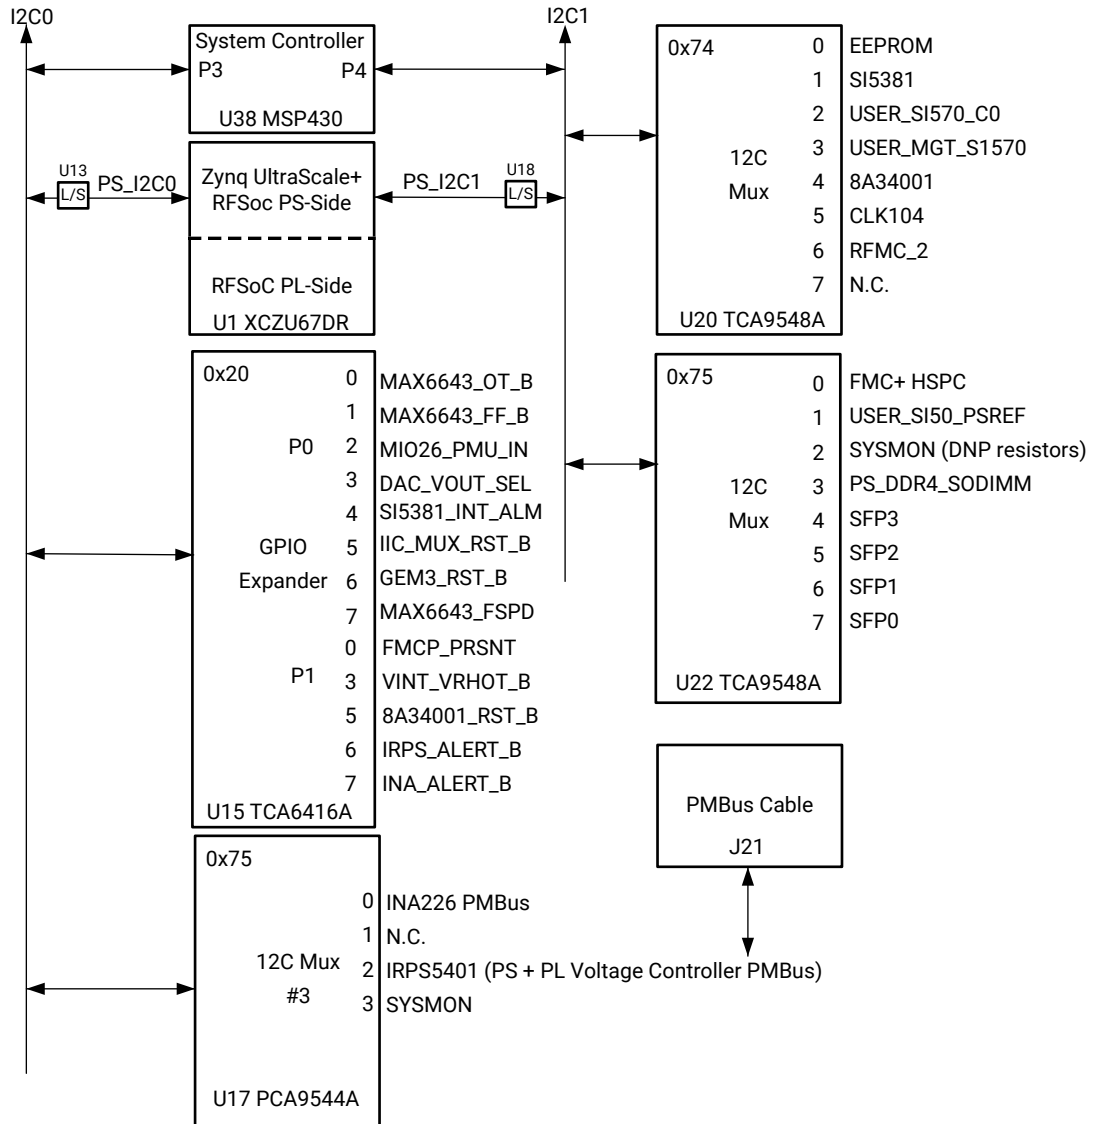 I2C0
I2C1
System Controller
P3 P4
U38 MSP430
U13
L/S
PS_I2C0
Zynq UltraScale+
RFSoc PS-Side
PS_I2C1
U18
L/S
RFSoC PL-Side
U1 XCZU67DR
0x20
0 MAX6643_OT_B
1 MAX6643_FF_B
P0
2 MIO26_PMU_IN
3 DAC_VOUT_SEL
4 SI5381_INT_ALM
GPIO
Expander
5 IIC_MUX_RST_B
6 GEM3_RST_B
7 MAX6643_FSPD
0 FMCP_PRSNT
P1
3 VINT_VRHOT_B
5 8A34001_RST_B
6 IRPS_ALERT_B
7 INA_ALERT_B
U15 TCA6416A
0x75
0 INA226 PMBus
1 N.C.
12C Mux
#3
2 IRPS5401 (PS + PL Voltage Controller PMBus)
3 SYSMON
U17 PCA9544A
0x74
0 EEPROM
1 SI5381
2 USER_SI570_C0
12C
Mux
3 USER_MGT_S1570
4 8A34001
5 CLK104
6 RFMC_2
7 N.C.
U20 TCA9548A
0x75
0 FMC+ HSPC
1 USER_SI50_PSREF
2 SYSMON (DNP resistors)
12C
Mux
3 PS_DDR4_SODIMM
4 SFP3
5 SFP2
6 SFP1
7 SFP0
U22 TCA9548A
PMBus Cable
J21